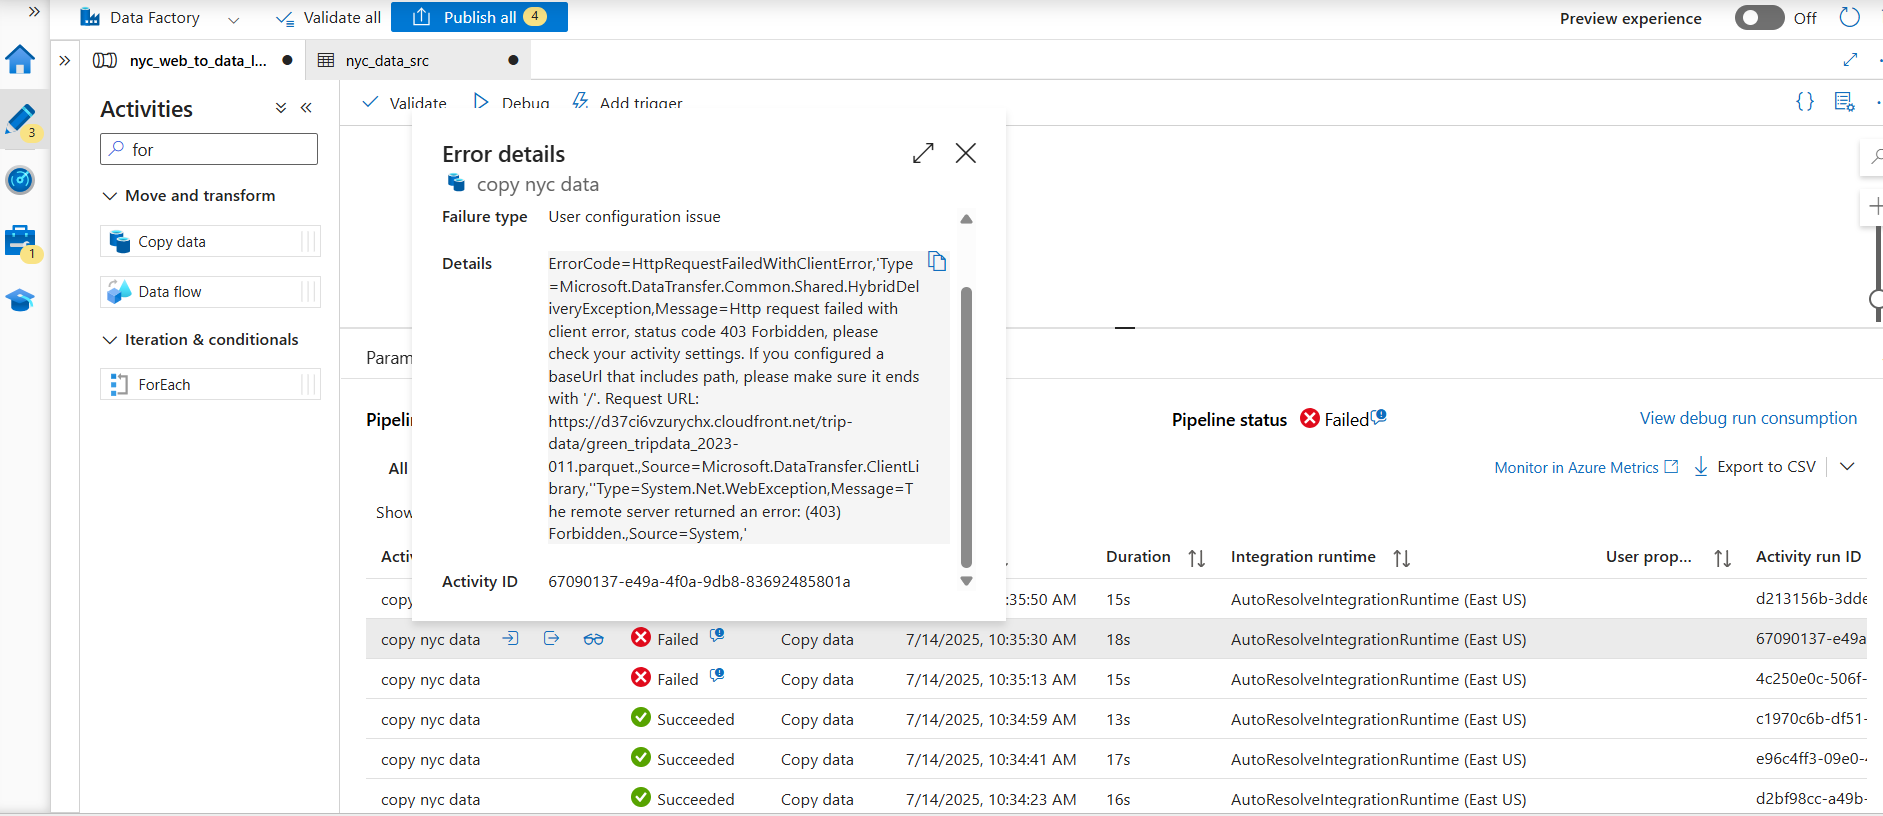 Data Factory
Validate all
Publish all 4
Preview experience
Off
nyc_web_to_data_l...
nyc_data_src
Activities
Validate
Debug
Add trigger
3
for
Move and transform
Copy data
1
Data flow
Iteration & conditionals
ForEach
Error details
copy nyc data
Failure type User configuration issue
Details
ErrorCode=HttpRequestFailedWithClientError,'Type
=Microsoft.DataTransfer.Common.Shared.HybridDel
iveryException,Message=Http request failed with
client error, status code 403 Forbidden, please
check your activity settings. If you configured a
baseUrl that includes path, please make sure it ends
with '/'. Request URL:
https://d37ci6vzurychx.cloudfront.net/trip-
data/green_tripdata_2023-
011.parquet.,Source=Microsoft.DataTransfer.ClientLi
brary,''Type=System.Net.WebException,Message=T
he remote server returned an error: (403)
Forbidden.,Source=System,'
Activity ID 67090137-e49a-4f0a-9db8-83692485801a
Param
Pipeli
Pipeline status Failed
View debug run consumption
All
Monitor in Azure Metrics
Export to CSV
Show
Activ
Duration
Integration runtime
User prop...
Activity run ID
copy :35:50 AM 15s AutoResolveIntegrationRuntime (East US) d213156b-3dde
copy nyc data Failed Copy data 7/14/2025, 10:35:30 AM 18s AutoResolveIntegrationRuntime (East US) 67090137-e49a
copy nyc data Failed Copy data 7/14/2025, 10:35:13 AM 15s AutoResolveIntegrationRuntime (East US) 4c250e0c-506f-
copy nyc data Succeeded Copy data 7/14/2025, 10:34:59 AM 13s AutoResolveIntegrationRuntime (East US) c1970c6b-df51-
copy nyc data Succeeded Copy data 7/14/2025, 10:34:41 AM 17s AutoResolveIntegrationRuntime (East US) e96c4ff3-09e0-4
copy nyc data Succeeded Copy data 7/14/2025, 10:34:23 AM 16s AutoResolveIntegrationRuntime (East US) d2bf98cc-a49b-